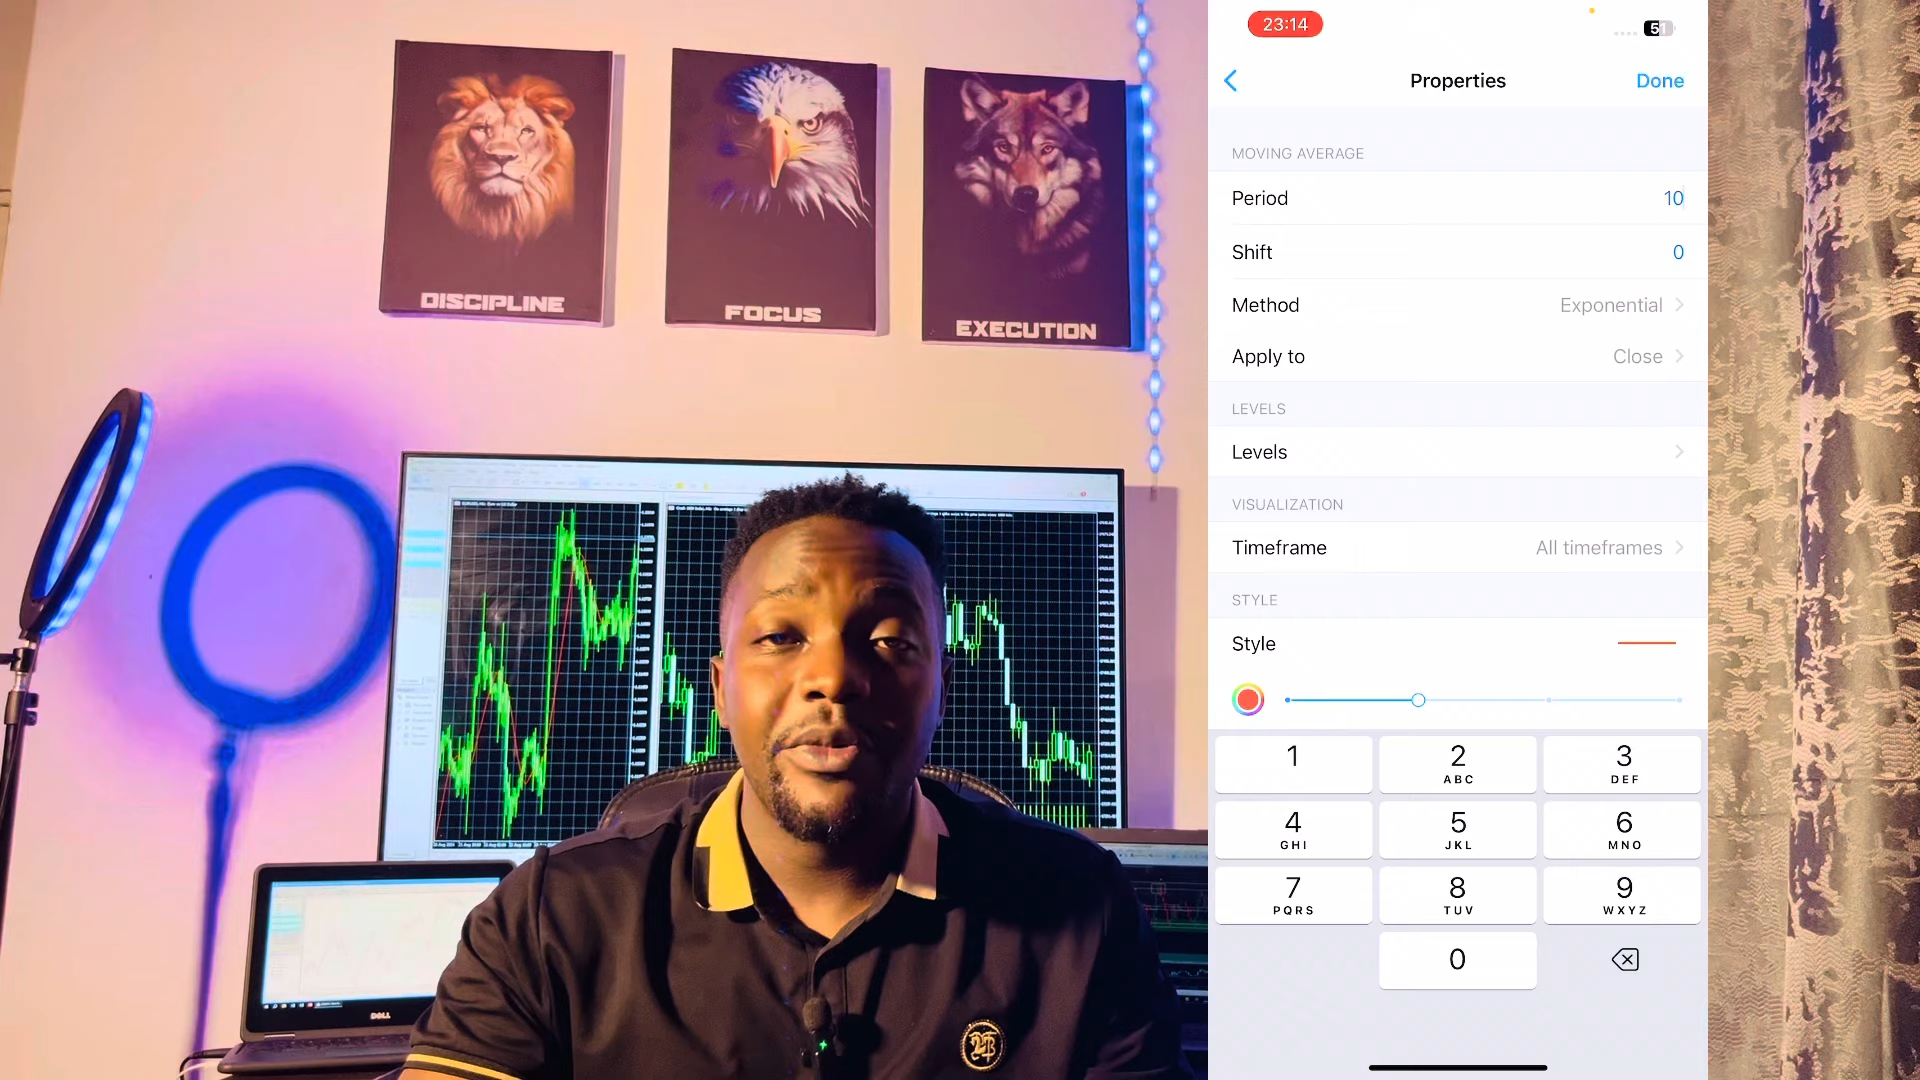 DISCIPLINE
FOCUS
EXECUTION
DELL
23:14
51
Properties
Done
MOVING AVERAGE
Period
10
Shift
0
Method
Exponential
Apply to
Close
LEVELS
Levels
VISUALIZATION
Timeframe
All timeframes
STYLE
Style
1
2
ABC
3
DEF
4
GHI
5
JKL
6
MNO
7
PQRS
8
TUV
9
WXYZ
0